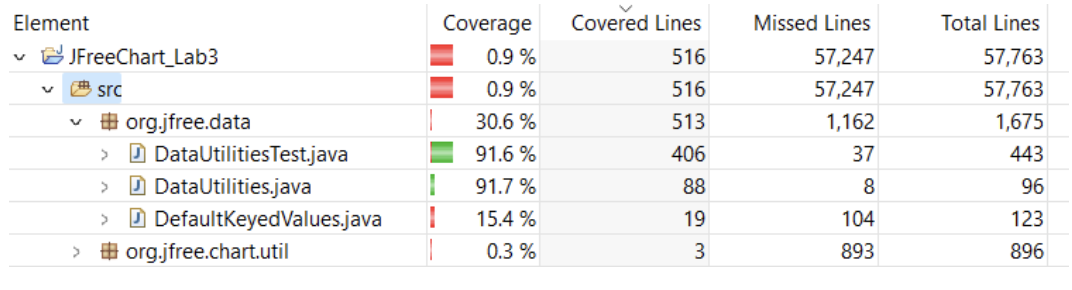 Element Coverage Covered Lines Missed Lines Total Lines
JFreeChart_Lab3 0.9 % 516 57,247 57,763
src 0.9 % 516 57,247 57,763
org.jfree.data 30.6 % 513 1,162 1,675
DataUtilitiesTest.java 91.6 % 406 37 443
DataUtilities.java 91.7 % 88 8 96
DefaultKeyedValues.java 15.4 % 19 104 123
org.jfree.chart.util 0.3 % 3 893 896